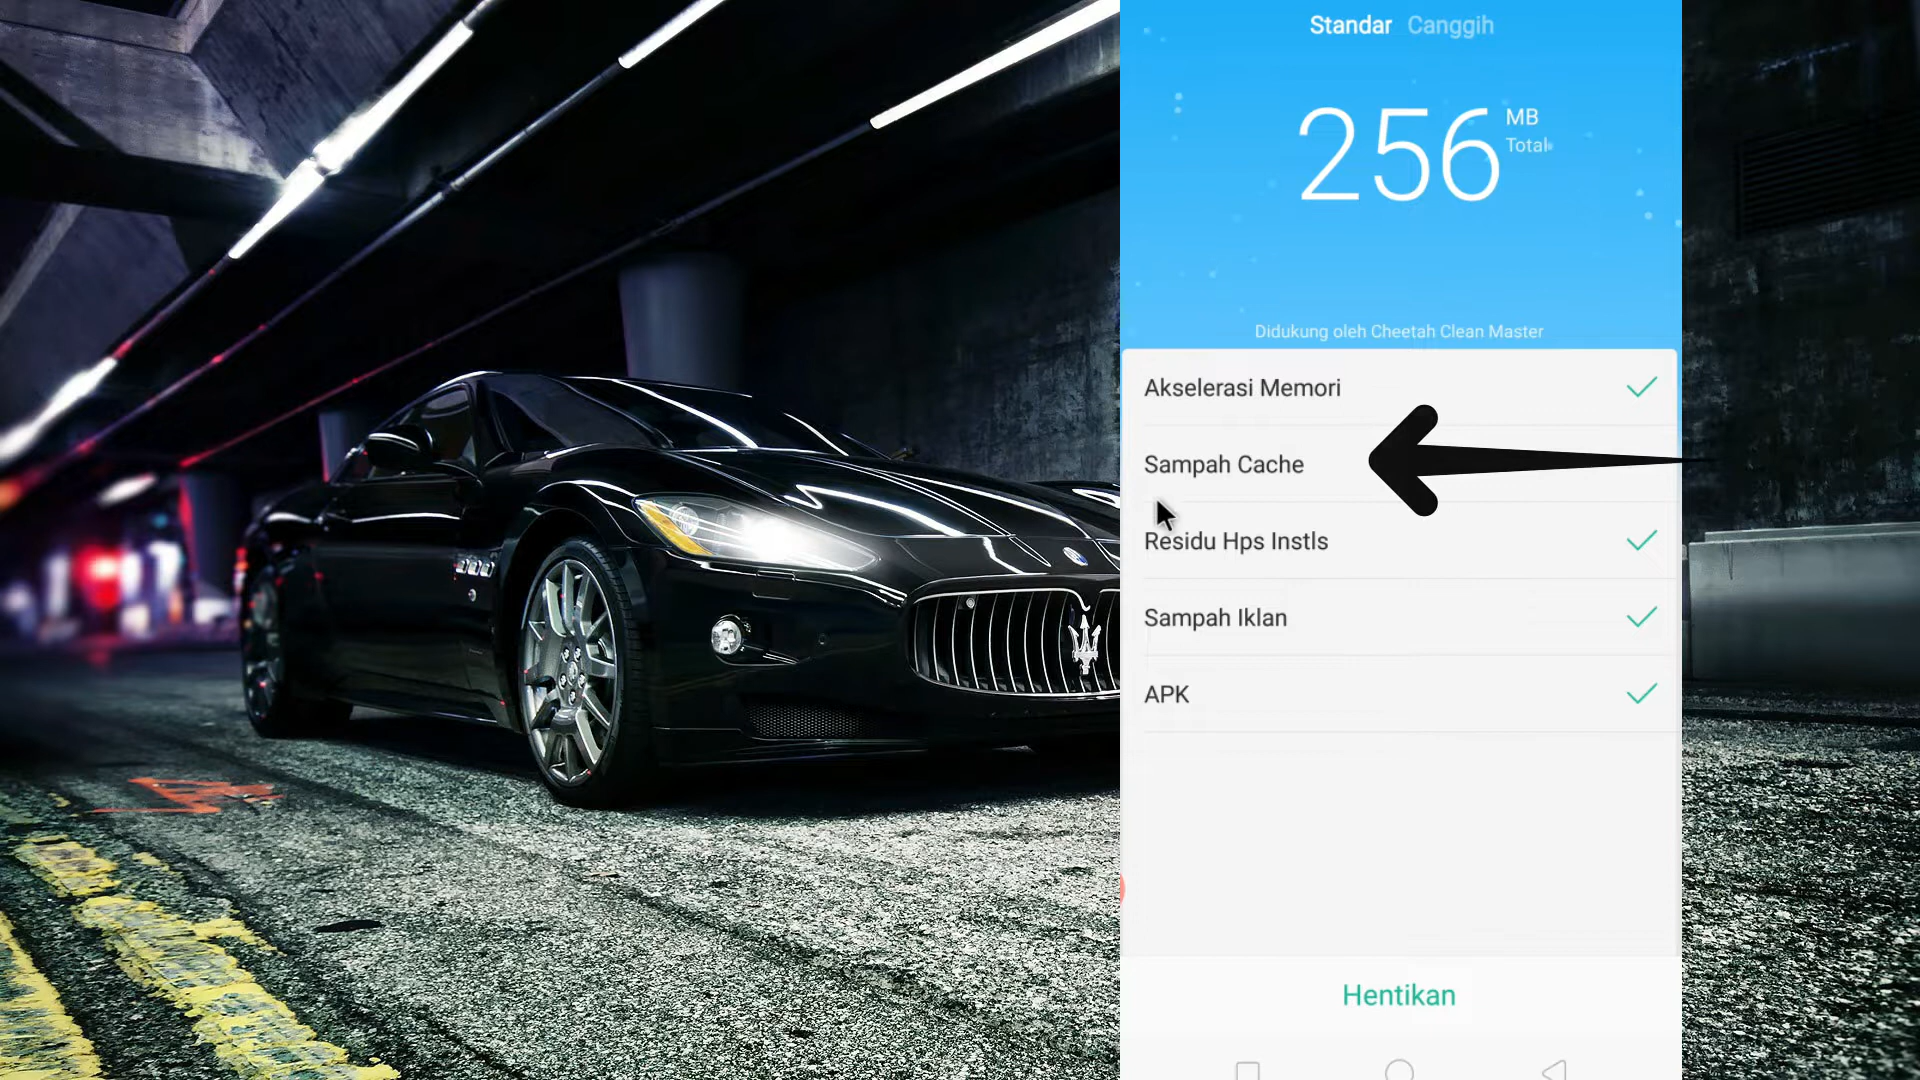 Standar Canggih
256 MB
Total
Didukung oleh Cheetah Clean Master
Akselerasi Memori
Sampah Cache
Residu Hps Instls
Sampah Iklan
APK
Hentikan